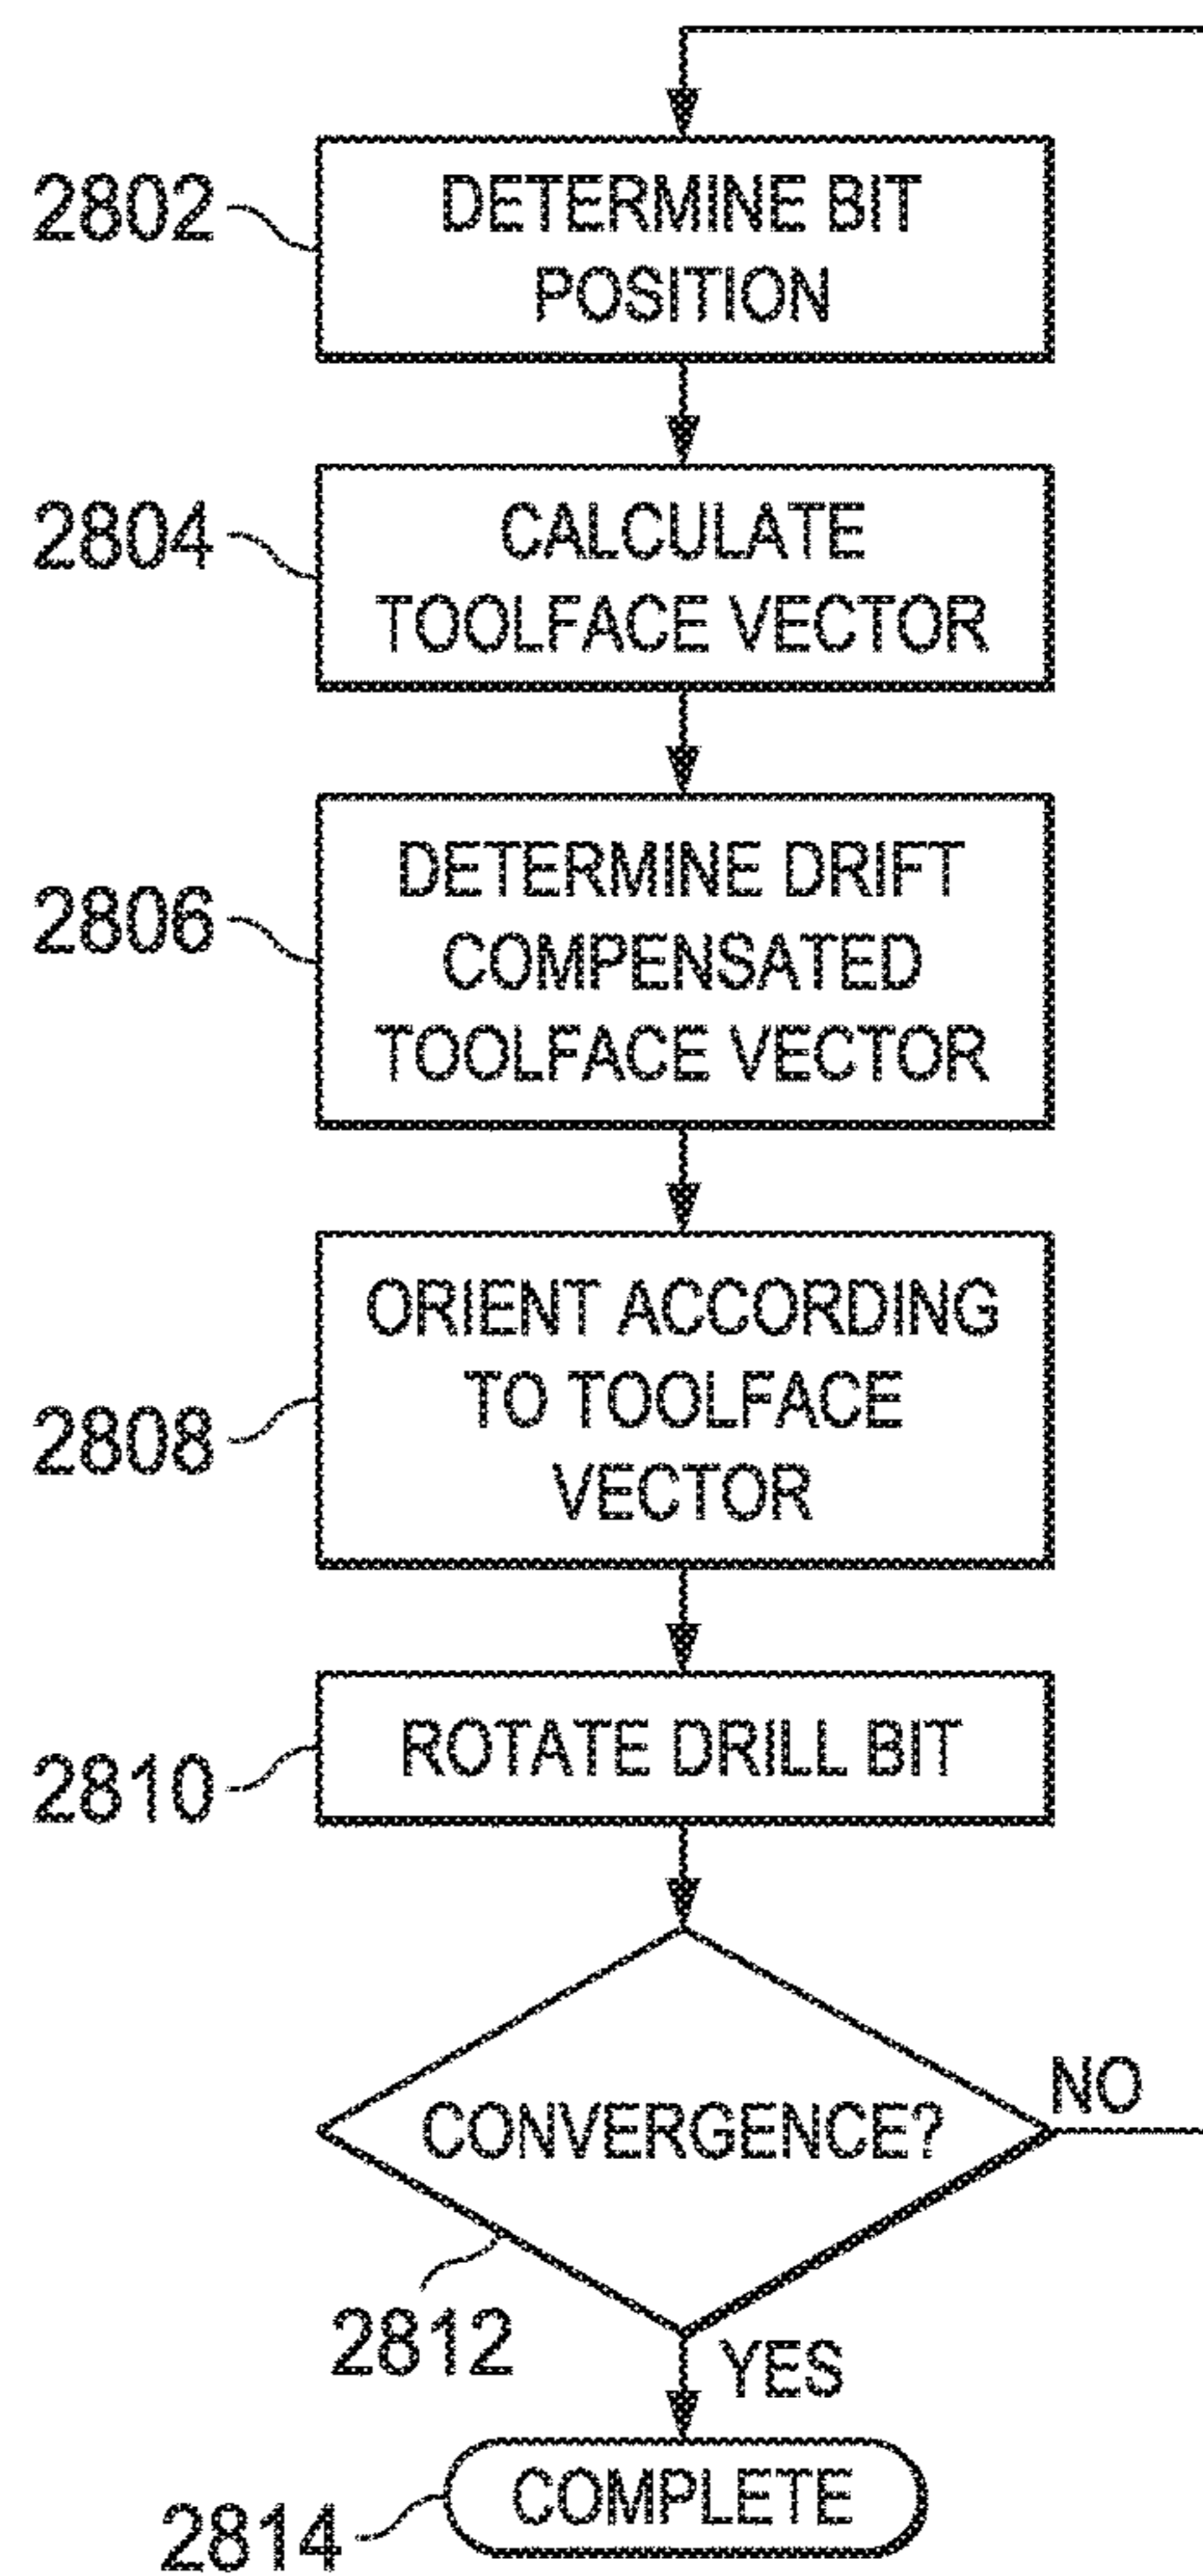 2802
DETERMINE BIT
POSITION
2804
CALCULATE
TOOLFACE VECTOR
2806
DETERMINE DRIFT
COMPENSATED
TOOLFACE VECTOR
2808
ORIENT ACCORDING
TO TOOLFACE
VECTOR
2810
ROTATE DRILL BIT
CONVERGENCE?
NO
2812
YES
2814
COMPLETE